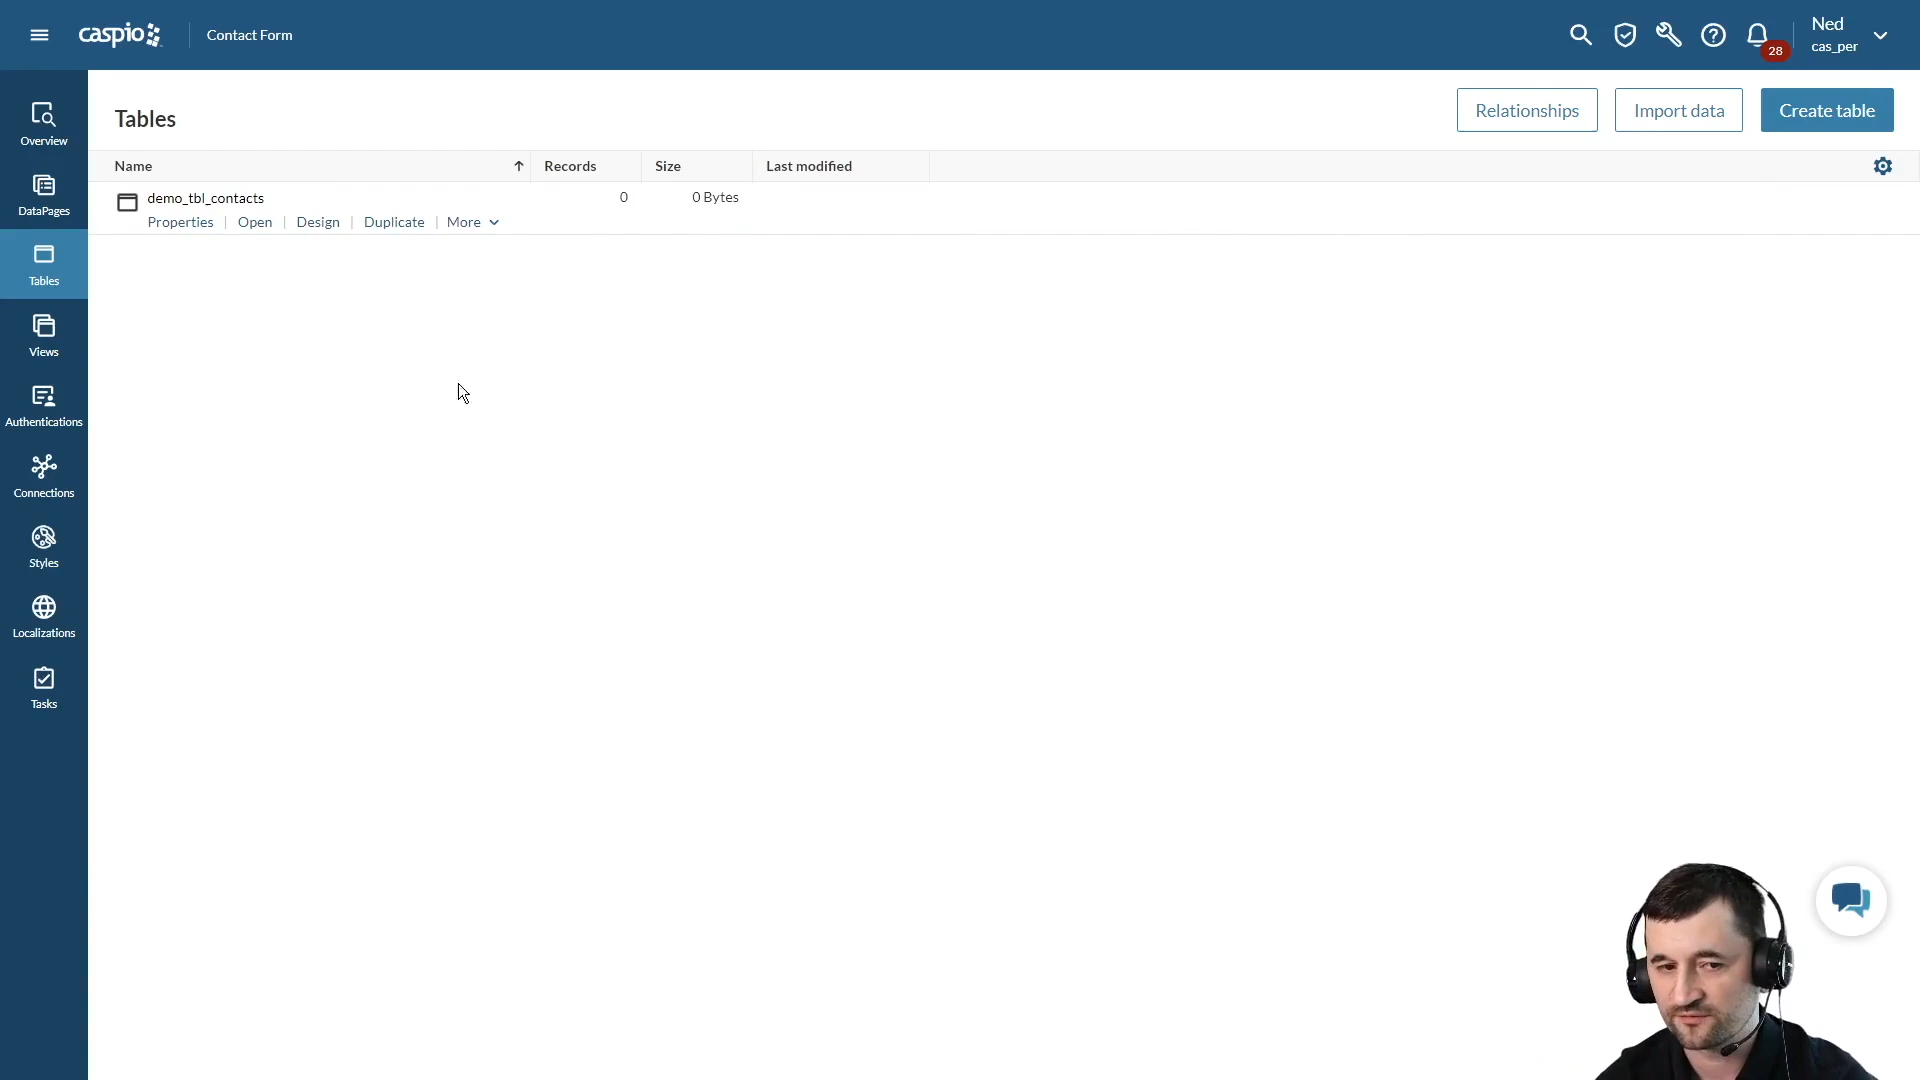 caspio
Contact Form
28
Ned
cas_per
Overview
DataPages
Tables
Views
Authentications
Connections
Styles
Localizations
Tasks
Tables
Relationships
Import data
Create table
Name Records Size Last modified
demo_tbl_contacts 0 0 Bytes
Properties | Open | Design | Duplicate | More